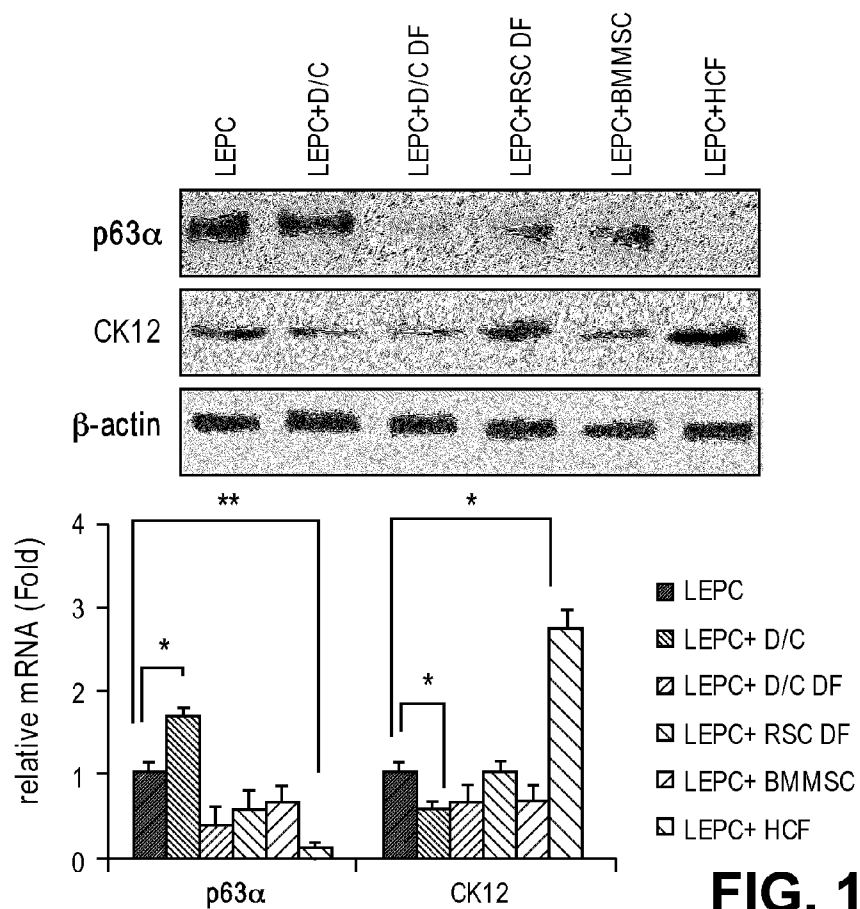 LEPC
LEPC+D/C
LEPC+D/C DF
LEPC+RSC DF
LEPC+BMMSC
LEPC+HCF
p63α
CK12
β-actin
**
*
*
*
relative mRNA (Fold)
4
3
2
1
0
p63α
CK12
LEPC
LEPC+ D/C
LEPC+ D/C DF
LEPC+ RSC DF
LEPC+ BMMSC
LEPC+ HCF
FIG. 1